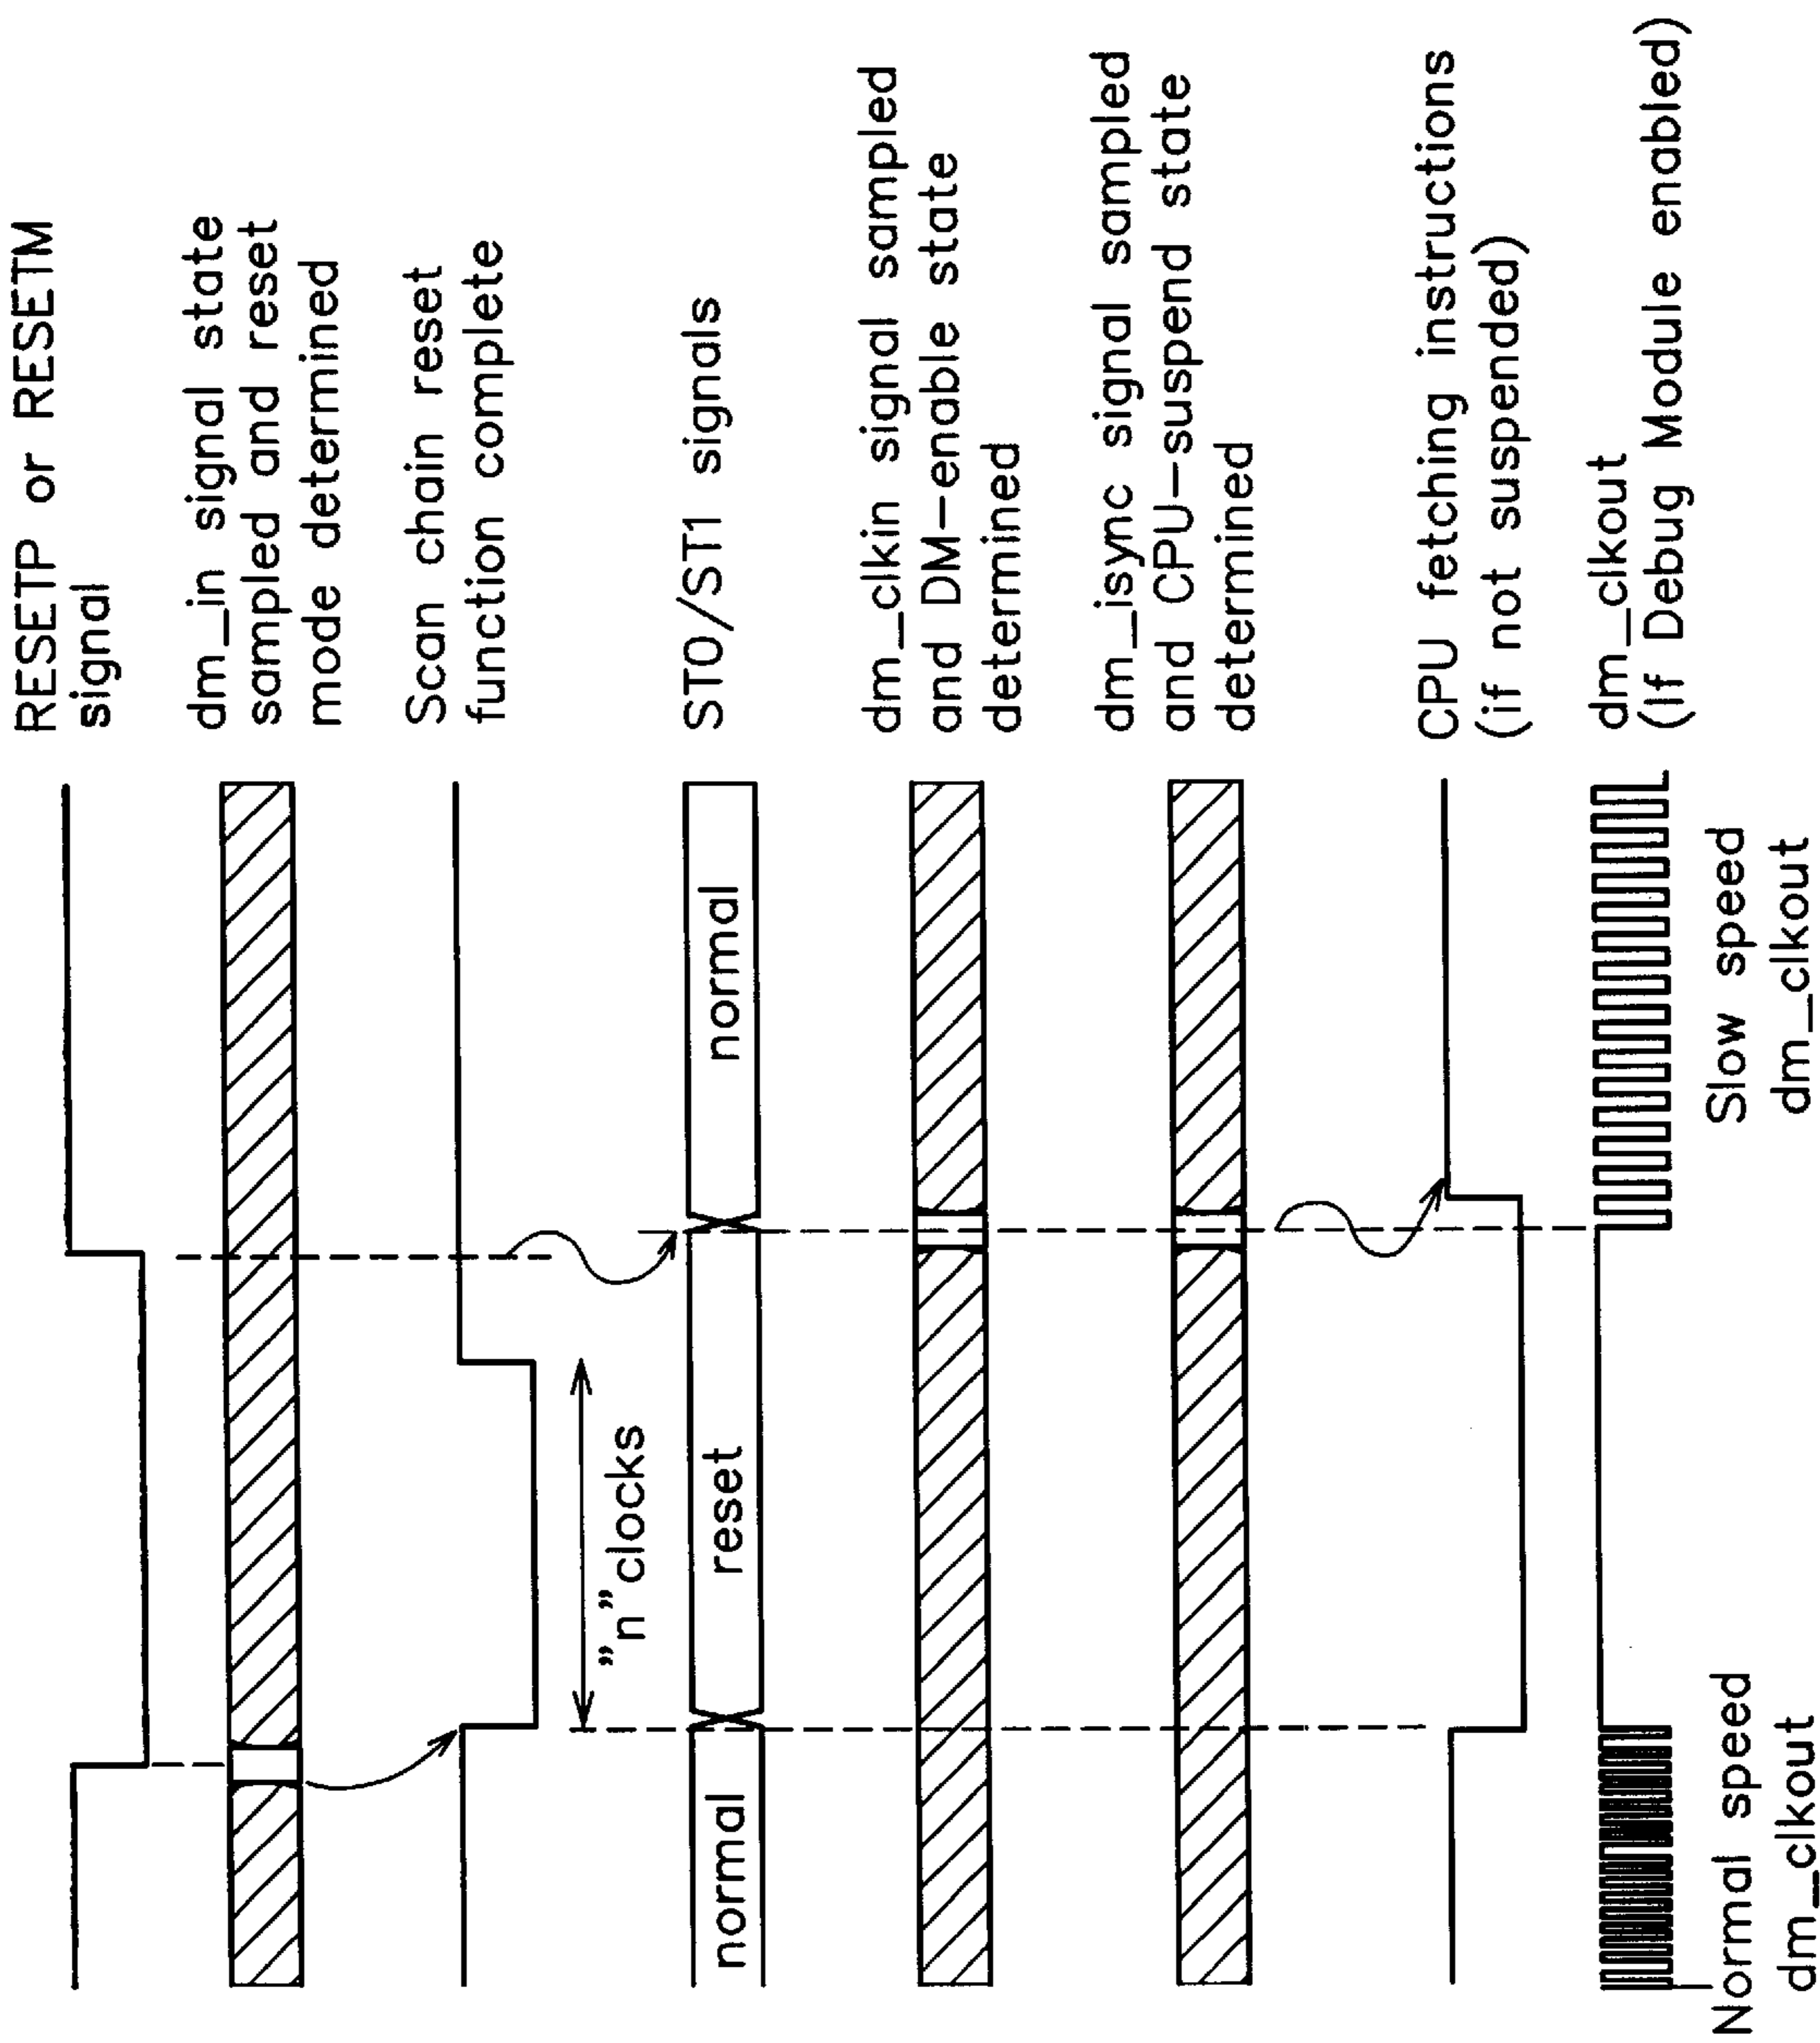 RESETP or RESETM
signal
dm_in signal state
sampled and reset
mode determined
Scan chain reset
function complete
"n" clocks
normal
reset
normal
ST0/ST1 signals
dm_clkin signal sampled
and DM-enable state
determined
dm_isync signal sampled
and CPU-suspend state
determined
CPU fetching instructions
(if not suspended)
dm_clkout
(If Debug Module enabled)
Normal speed
dm_clkout
Slow speed
dm_clkout